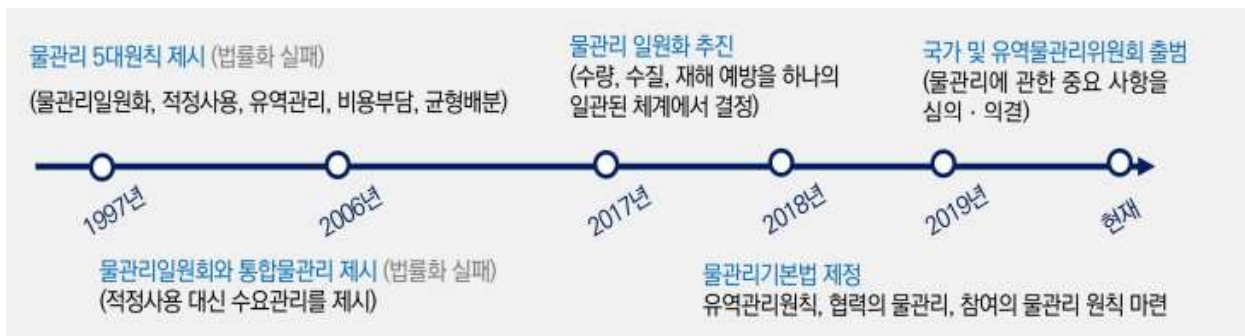 물관리 5대원칙 제시 (법률화 실패)
(물관리일원화, 적정사용, 유역관리, 비용부담, 균형배분)
물관리 일원화 추진
(수량, 수질, 재해 예방을 하나의
일관된 체계에서 결정)
국가 및 유역물관리위원회 출범
(물관리에 관한 중요 사항을
심의 · 의결)
1997년
2006년
2017년
2018년
2019년
현재
물관리일원회와 통합물관리 제시 (법률화 실패)
(적정사용 대신 수요관리를 제시)
물관리기본법 제정
유역관리원칙, 협력의 물관리, 참여의 물관리 원칙 마련